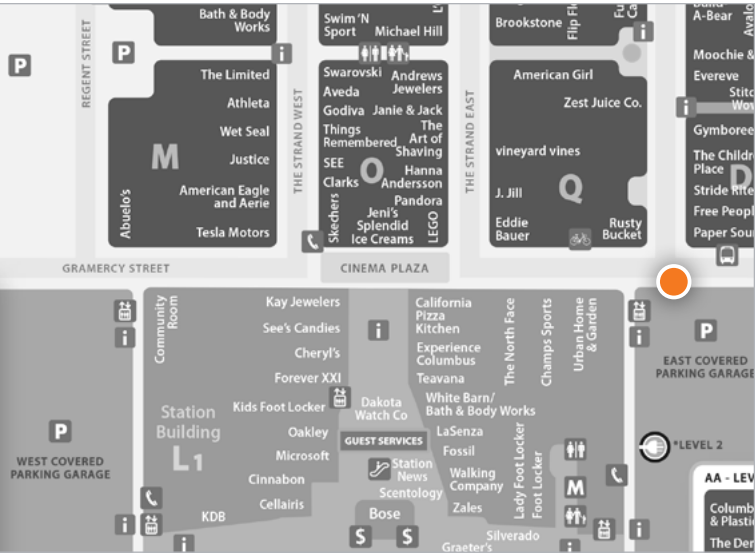 Bath & Body
Works
REGENT STREET
P
P
i
The Limited
Athleta
Wet Seal
Justice
American Eagle
and Aerie
Tesla Motors
Abuelo's
M
THE STRAND WEST
Swim 'N
Sport
Michael Hill
Swarovski
Andrews
Jewelers
Aveda
Godiva
Janie & Jack
Things
Remembered
The
Art of
Shaving
SEE
Clarks
Hanna
Andersson
Pandora
Skechers
Jeni's
Splendid
Ice Creams
LEGO
O
THE STRAND EAST
Brookstone
i
American Girl
Zest Juice Co.
vineyard vines
J. Jill
Eddie
Bauer
Rusty
Bucket
Q
A-Bear
Moochie &
Evereve
i
Gymboree
The Childr
Place
Stride Rite
Free Peopl
Paper Sou
D
GRAMERCY STREET
CINEMA PLAZA
i
P
WEST COVERED
PARKING GARAGE
i
Community
Room
Station
Building
L1
Kay Jewelers
See's Candies
Cheryl's
Forever XXI
Kids Foot Locker
Oakley
Microsoft
Cinnabon
Cellairis
KDB
i
i
Dakota
Watch Co
GUEST SERVICES
Station
News
Scentology
Bose
$
$
California
Pizza
Kitchen
Experience
Columbus
Teavana
White Barn/
Bath & Body Works
LaSenza
Fossil
Walking
Company
Zales
The North Face
Champs Sports
Urban Home
& Garden
Lady Foot Locker
Foot Locker
M
Silverado
Graeter's
i
i
i
P
EAST COVERED
PARKING GARAGE
*LEVEL 2
AA - LEV
Columb
& Plasti
The Der